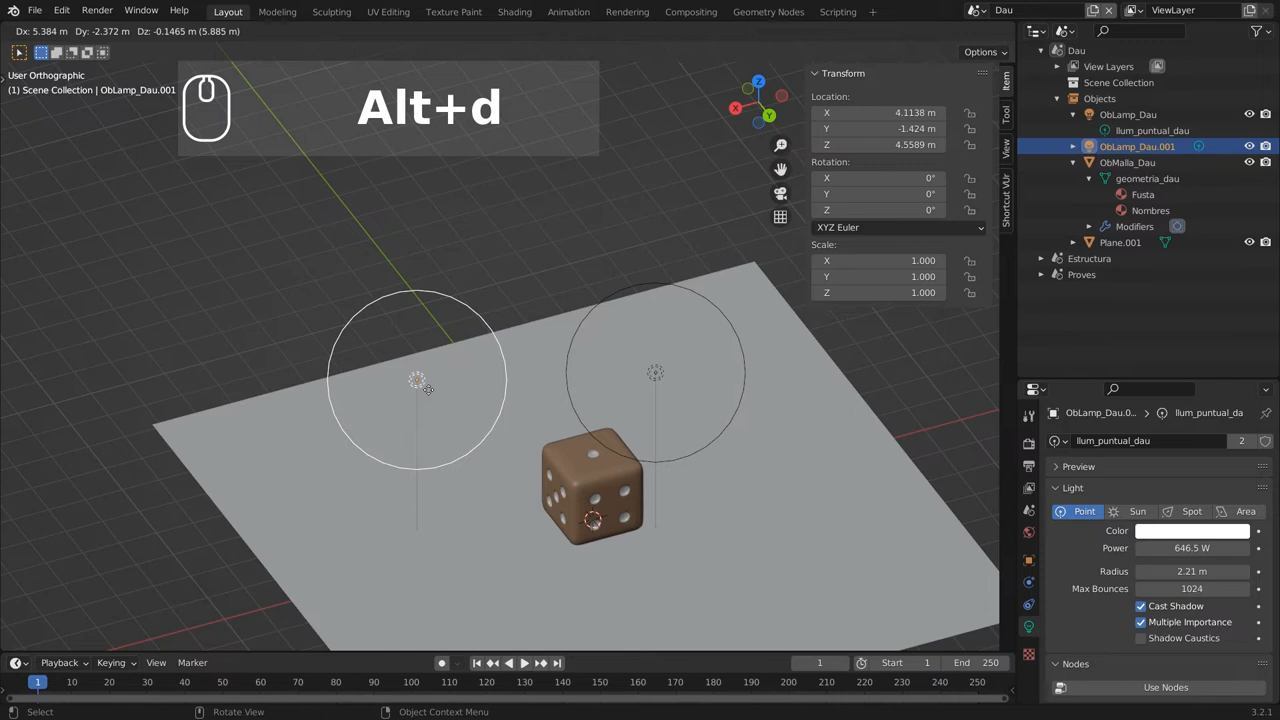 File Edit Render Window Help
Layout Modeling Sculpting UV Editing Texture Paint Shading Animation Rendering Compositing Geometry Nodes Scripting +
Dau
ViewLayer
Dx: 5.384 m Dy: -2.372 m Dz: -0.1465 m (5.885 m)
Options
User Orthographic
(1) Scene Collection | ObLamp_Dau.001
Alt+d
X
Y
Z
Transform
Location:
X 4.1138 m
Y -1.424 m
Z 4.5589 m
Rotation:
X 0°
Y 0°
Z 0°
XYZ Euler
Scale:
X 1.000
Y 1.000
Z 1.000
Item
Tool
View
Shortcut VUr
Dau
View Layers
Scene Collection
Objects
ObLamp_Dau
llum_puntual_dau
ObLamp_Dau.001
ObMalla_Dau
geometria_dau
Fusta
Nombres
Modifiers
Plane.001
Estructura
Proves
ObLamp_Dau.0... llum_puntual_da
llum_puntual_dau 2
Preview
Light
Point Sun Spot Area
Color
Power 646.5 W
Radius 2.21 m
Max Bounces 1024
Cast Shadow
Multiple Importance
Shadow Caustics
Nodes
Use Nodes
Playback Keying View Marker
1
Start 1 End 250
1 10 20 30 40 50 60 70 80 90 100 110 120 130 140 150 160 170 180 190 200 210 220 230 240 250
Select Rotate View Object Context Menu 3.2.1